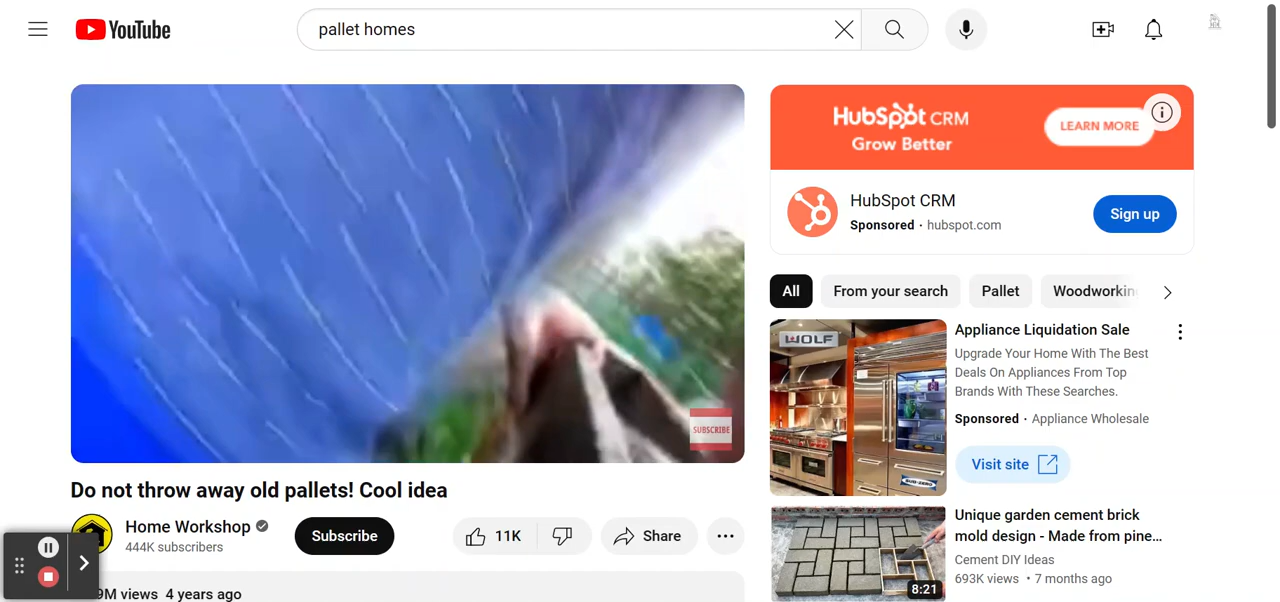 YouTube
pallet homes
HubSpot CRM
Grow Better
LEARN MORE
HubSpot CRM
Sponsored · hubspot.com
Sign up
All
From your search
Pallet
SUBSCRIBE
WOLF
Appliance Liquidation Sale
Upgrade Your Home With The Best
Deals On Appliances From Top
Brands With These Searches.
Sponsored · Appliance Wholesale
Visit site
SUB-ZERO
Do not throw away old pallets! Cool idea
Home Workshop
444K subscribers
Subscribe
11K
Share
Unique garden cement brick
mold design - Made from pine…
Cement DIY Ideas
693K views • 7 months ago
8:21
views 4 years ago